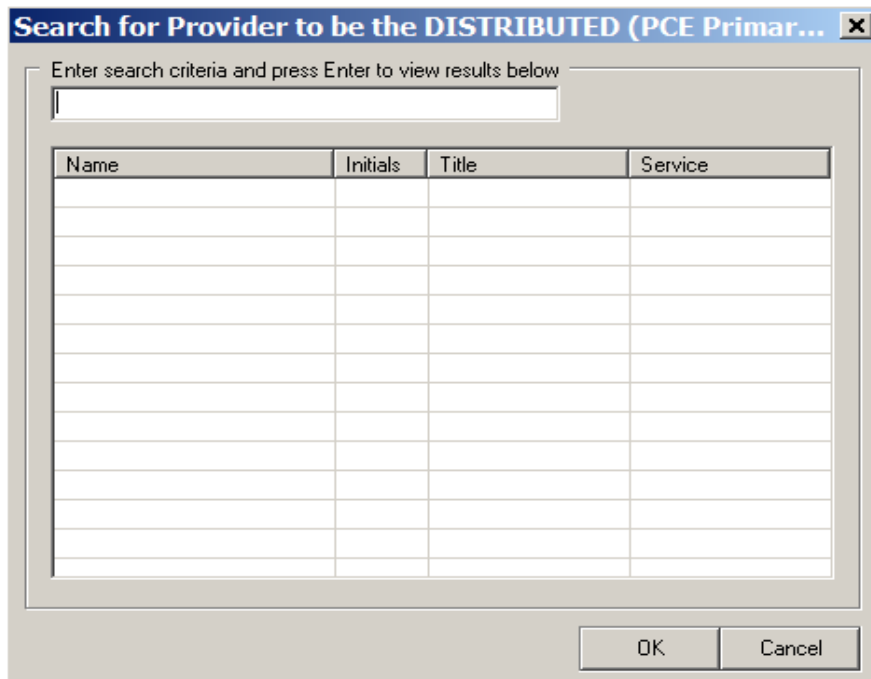 Search for Provider to be the DISTRIBUTED (PCE Primar...
Enter search criteria and press Enter to view results below
Name Initials Title Service
OK Cancel